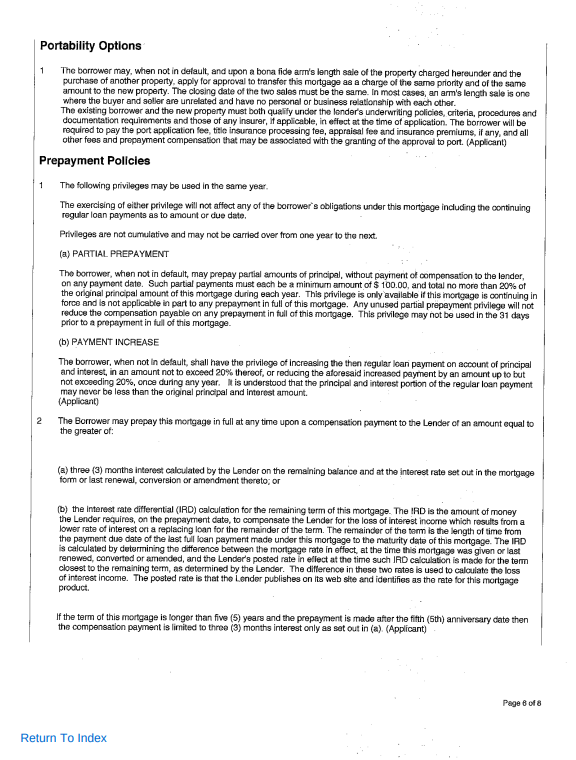 Portability Options
1 The borrower may, when not in default, and upon a bona fide arm's length sale of the property charged hereunder and the
purchase of another property, apply for approval to transfer this mortgage as a charge of the same priority and of the same
amount to the new property. The closing date of the two sales must be the same. In most cases, an arm's length sale is one
where the buyer and seller are unrelated and have no personal or business relationship with each other.
The existing borrower and the new property must both qualify under the lender's underwriting policies, criteria, procedures and
documentation requirements and those of any insurer, if applicable, in effect at the time of application. The borrower will be
required to pay the port application fee, title insurance processing fee, appraisal fee and insurance premiums, if any, and all
other fees and prepayment compensation that may be associated with the granting of the approval to port. (Applicant)
Prepayment Policies
1 The following privileges may be used in the same year.
The exercising of either privilege will not affect any of the borrower`s obligations under this mortgage including the continuing
regular loan payments as to amount or due date.
Privileges are not cumulative and may not be carried over from one year to the next.
(a) PARTIAL PREPAYMENT
The borrower, when not in default, may prepay partial amounts of principal, without payment of compensation to the lender,
on any payment date. Such partial payments must each be a minimum amount of $ 100.00, and total no more than 20% of
the original principal amount of this mortgage during each year. This privilege is only available if this mortgage is continuing in
force and is not applicable in part to any prepayment in full of this mortgage. Any unused partial prepayment privilege will not
reduce the compensation payable on any prepayment in full of this mortgage. This privilege may not be used in the 31 days
prior to a prepayment in full of this mortgage.
(b) PAYMENT INCREASE
The borrower, when not in default, shall have the privilege of increasing the then regular loan payment on account of principal
and interest, in an amount not to exceed 20% thereof, or reducing the aforesaid increased payment by an amount up to but
not exceeding 20%, once during any year. It is understood that the principal and interest portion of the regular loan payment
may never be less than the original principal and interest amount.
(Applicant)
2 The Borrower may prepay this mortgage in full at any time upon a compensation payment to the Lender of an amount equal to
the greater of:
(a) three (3) months interest calculated by the Lender on the remaining balance and at the interest rate set out in the mortgage
form or last renewal, conversion or amendment thereto; or
(b) the interest rate differential (IRD) calculation for the remaining term of this mortgage. The IRD is the amount of money
the Lender requires, on the prepayment date, to compensate the Lender for the loss of interest income which results from a
lower rate of interest on a replacing loan for the remainder of the term. The remainder of the term is the length of time from
the payment due date of the last full loan payment made under this mortgage to the maturity date of this mortgage. The IRD
is calculated by determining the difference between the mortgage rate in effect, at the time this mortgage was given or last
renewed, converted or amended, and the Lender's posted rate in effect at the time such IRD calculation is made for the term
closest to the remaining term, as determined by the Lender. The difference in these two rates is used to calculate the loss
of interest income. The posted rate is that the Lender publishes on its web site and identifies as the rate for this mortgage
product.
If the term of this mortgage is longer than five (5) years and the prepayment is made after the fifth (5th) anniversary date then
the compensation payment is limited to three (3) months interest only as set out in (a). (Applicant)
Page 6 of 8
Return To Index